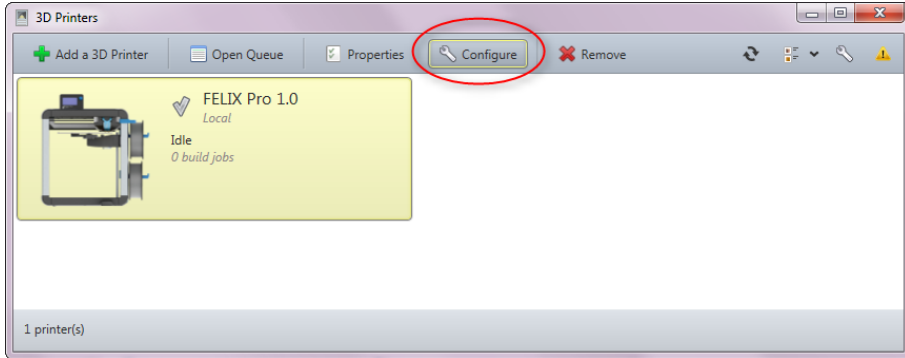 3D Printers
Add a 3D Printer Open Queue Properties Configure Remove
FELIX Pro 1.0
Local
Idle
0 build jobs
1 printer(s)